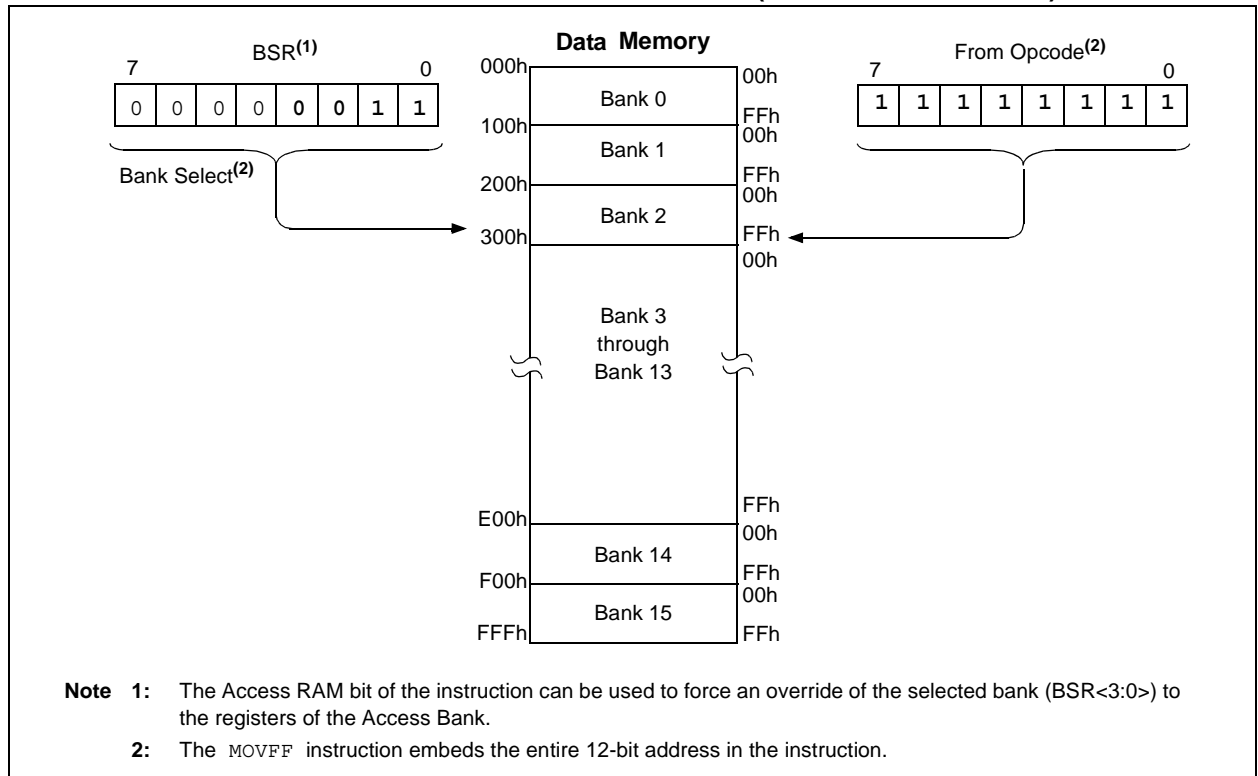 Data Memory
BSR(1)
7 0
0 0 0 0 0 0 1 1
Bank Select(2)
From Opcode(2)
7 0
1 1 1 1 1 1 1 1
000h Bank 0 00h
FFh
100h Bank 1 00h
FFh
200h Bank 2 00h
FFh
300h 00h
Bank 3
through
Bank 13
FFh
E00h 00h
Bank 14
FFh
F00h 00h
Bank 15
FFFh FFh
Note 1: The Access RAM bit of the instruction can be used to force an override of the selected bank (BSR<3:0>) to
the registers of the Access Bank.
2: The MOVFF instruction embeds the entire 12-bit address in the instruction.